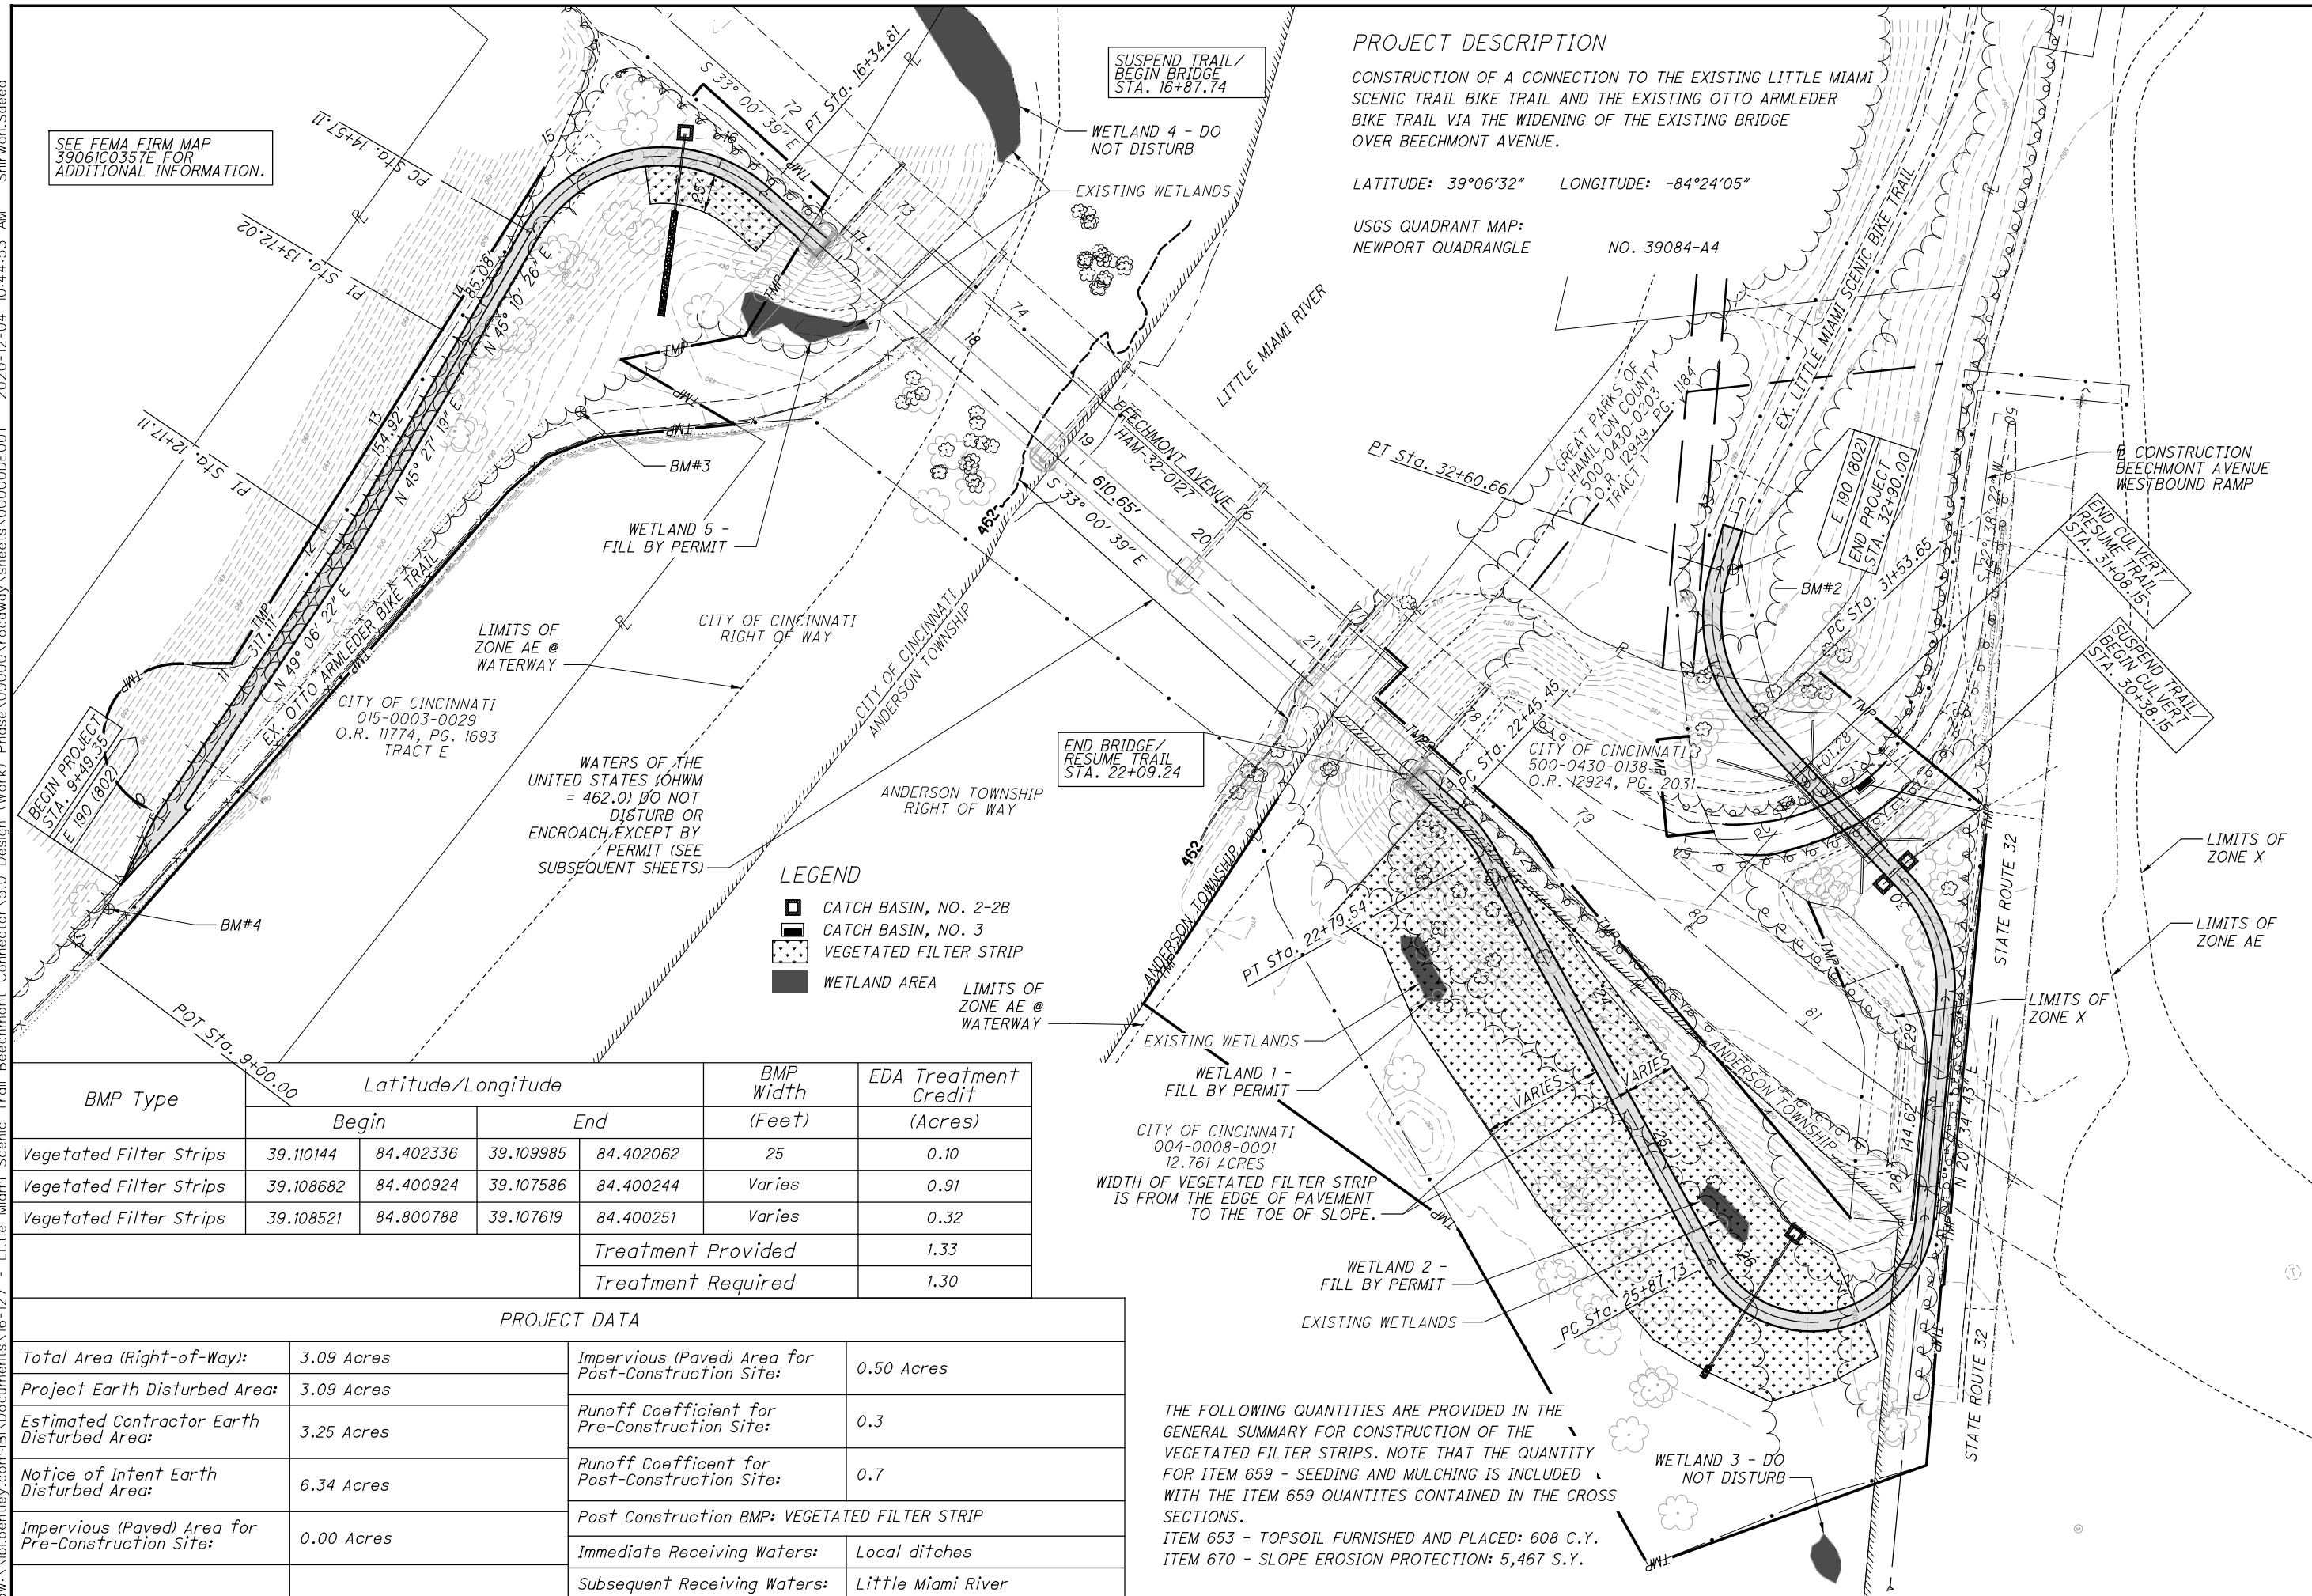 SEE FEMA FIRM MAP
39061C0357E FOR
ADDITIONAL INFORMATION.
SUSPEND TRAIL/
BEGIN BRIDGE
STA. 16+87.74
PROJECT DESCRIPTION
CONSTRUCTION OF A CONNECTION TO THE EXISTING LITTLE MIAMI
SCENIC TRAIL BIKE TRAIL AND THE EXISTING OTTO ARMLEDER
BIKE TRAIL VIA THE WIDENING OF THE EXISTING BRIDGE
OVER BEECHMONT AVENUE.
LATITUDE: 39°06'32" LONGITUDE: -84°24'05"
USGS QUADRANT MAP:
NEWPORT QUADRANGLE NO. 39084-A4
WETLAND 4 - DO
NOT DISTURB
EXISTING WETLANDS
PT Sta. 16+34.81
S 33° 00' 39" E
PC Sta. 14+57.11
PI Sta. 13+72.02
PI Sta. 12+17.11
85.08'
N 45° 10' 26" E
154.92'
N 45° 27' 19" E
317.11'
N 49° 06' 22" E
EX. OTTO ARMLEDER BIKE TRAIL
25'
TMP
BM#3
WETLAND 5 -
FILL BY PERMIT
LIMITS OF
ZONE AE @
WATERWAY
CITY OF CINCINNATI
RIGHT OF WAY
CITY OF CINCINNATI
015-0003-0029
O.R. 11774, PG. 1693
TRACT E
BEGIN PROJECT
STA. 9+49.35
E 190 (802)
BM#4
POT Sta. 9+00.00
WATERS OF THE
UNITED STATES (OHWM
= 462.0) DO NOT
DISTURB OR
ENCROACH EXCEPT BY
PERMIT (SEE
SUBSEQUENT SHEETS)
CITY OF CINCINNATI
ANDERSON TOWNSHIP
ANDERSON TOWNSHIP
RIGHT OF WAY
LITTLE MIAMI RIVER
BEECHMONT AVENUE
HAM-32-0127
610.65'
S 33° 00' 39" E
462
462
END BRIDGE/
RESUME TRAIL
STA. 22+09.24
GREAT PARKS OF
HAMILTON COUNTY
500-0430-0203
O.R. 12949, PG. 1184
TRACT 1
EX. LITTLE MIAMI SCENIC BIKE TRAIL
PT Sta. 32+60.66
E 190 (802)
END PROJECT
STA. 32+90.00
BM#2
PC Sta. 31+53.65
S 22° 38' 22" W
CONSTRUCTION
BEECHMONT AVENUE
WESTBOUND RAMP
END CULVERT/
RESUME TRAIL
STA. 31+08.15
SUSPEND TRAIL/
BEGIN CULVERT
STA. 30+38.15
PC Sta. 22+45.45
CITY OF CINCINNATI
500-0430-0138
O.R. 12924, PG. 2031
STATE ROUTE 32
LIMITS OF
ZONE X
LIMITS OF
ZONE AE
LIMITS OF
ZONE X
LEGEND
CATCH BASIN, NO. 2-2B
CATCH BASIN, NO. 3
VEGETATED FILTER STRIP
WETLAND AREA
LIMITS OF
ZONE AE @
WATERWAY
ANDERSON TOWNSHIP
PT Sta. 22+79.54
EXISTING WETLANDS
WETLAND 1 -
FILL BY PERMIT
CITY OF CINCINNATI
004-0008-0001
12.761 ACRES
WIDTH OF VEGETATED FILTER STRIP
IS FROM THE EDGE OF PAVEMENT
TO THE TOE OF SLOPE.
VARIES
VARIES
ANDERSON TOWNSHIP
144.62'
N 20° 34' 43" E
WETLAND 2 -
FILL BY PERMIT
EXISTING WETLANDS
PC Sta. 25+87.73
STATE ROUTE 32
WETLAND 3 - DO
NOT DISTURB
THE FOLLOWING QUANTITIES ARE PROVIDED IN THE
GENERAL SUMMARY FOR CONSTRUCTION OF THE
VEGETATED FILTER STRIPS. NOTE THAT THE QUANTITY
FOR ITEM 659 - SEEDING AND MULCHING IS INCLUDED
WITH THE ITEM 659 QUANTITES CONTAINED IN THE CROSS
SECTIONS.
ITEM 653 - TOPSOIL FURNISHED AND PLACED: 608 C.Y.
ITEM 670 - SLOPE EROSION PROTECTION: 5,467 S.Y.
BMP Type Latitude/Longitude BMP Width EDA Treatment Credit
Begin End (Feet) (Acres)
Vegetated Filter Strips 39.110144 84.402336 39.109985 84.402062 25 0.10
Vegetated Filter Strips 39.108682 84.400924 39.107586 84.400244 Varies 0.91
Vegetated Filter Strips 39.108521 84.800788 39.107619 84.400251 Varies 0.32
Treatment Provided 1.33
Treatment Required 1.30
PROJECT DATA
Total Area (Right-of-Way): 3.09 Acres
Project Earth Disturbed Area: 3.09 Acres
Estimated Contractor Earth
Disturbed Area: 3.25 Acres
Notice of Intent Earth
Disturbed Area: 6.34 Acres
Impervious (Paved) Area for
Pre-Construction Site: 0.00 Acres
Impervious (Paved) Area for
Post-Construction Site: 0.50 Acres
Runoff Coefficient for
Pre-Construction Site: 0.3
Runoff Coefficent for
Post-Construction Site: 0.7
Post Construction BMP: VEGETATED FILTER STRIP
Immediate Receiving Waters: Local ditches
Subsequent Receiving Waters: Little Miami River